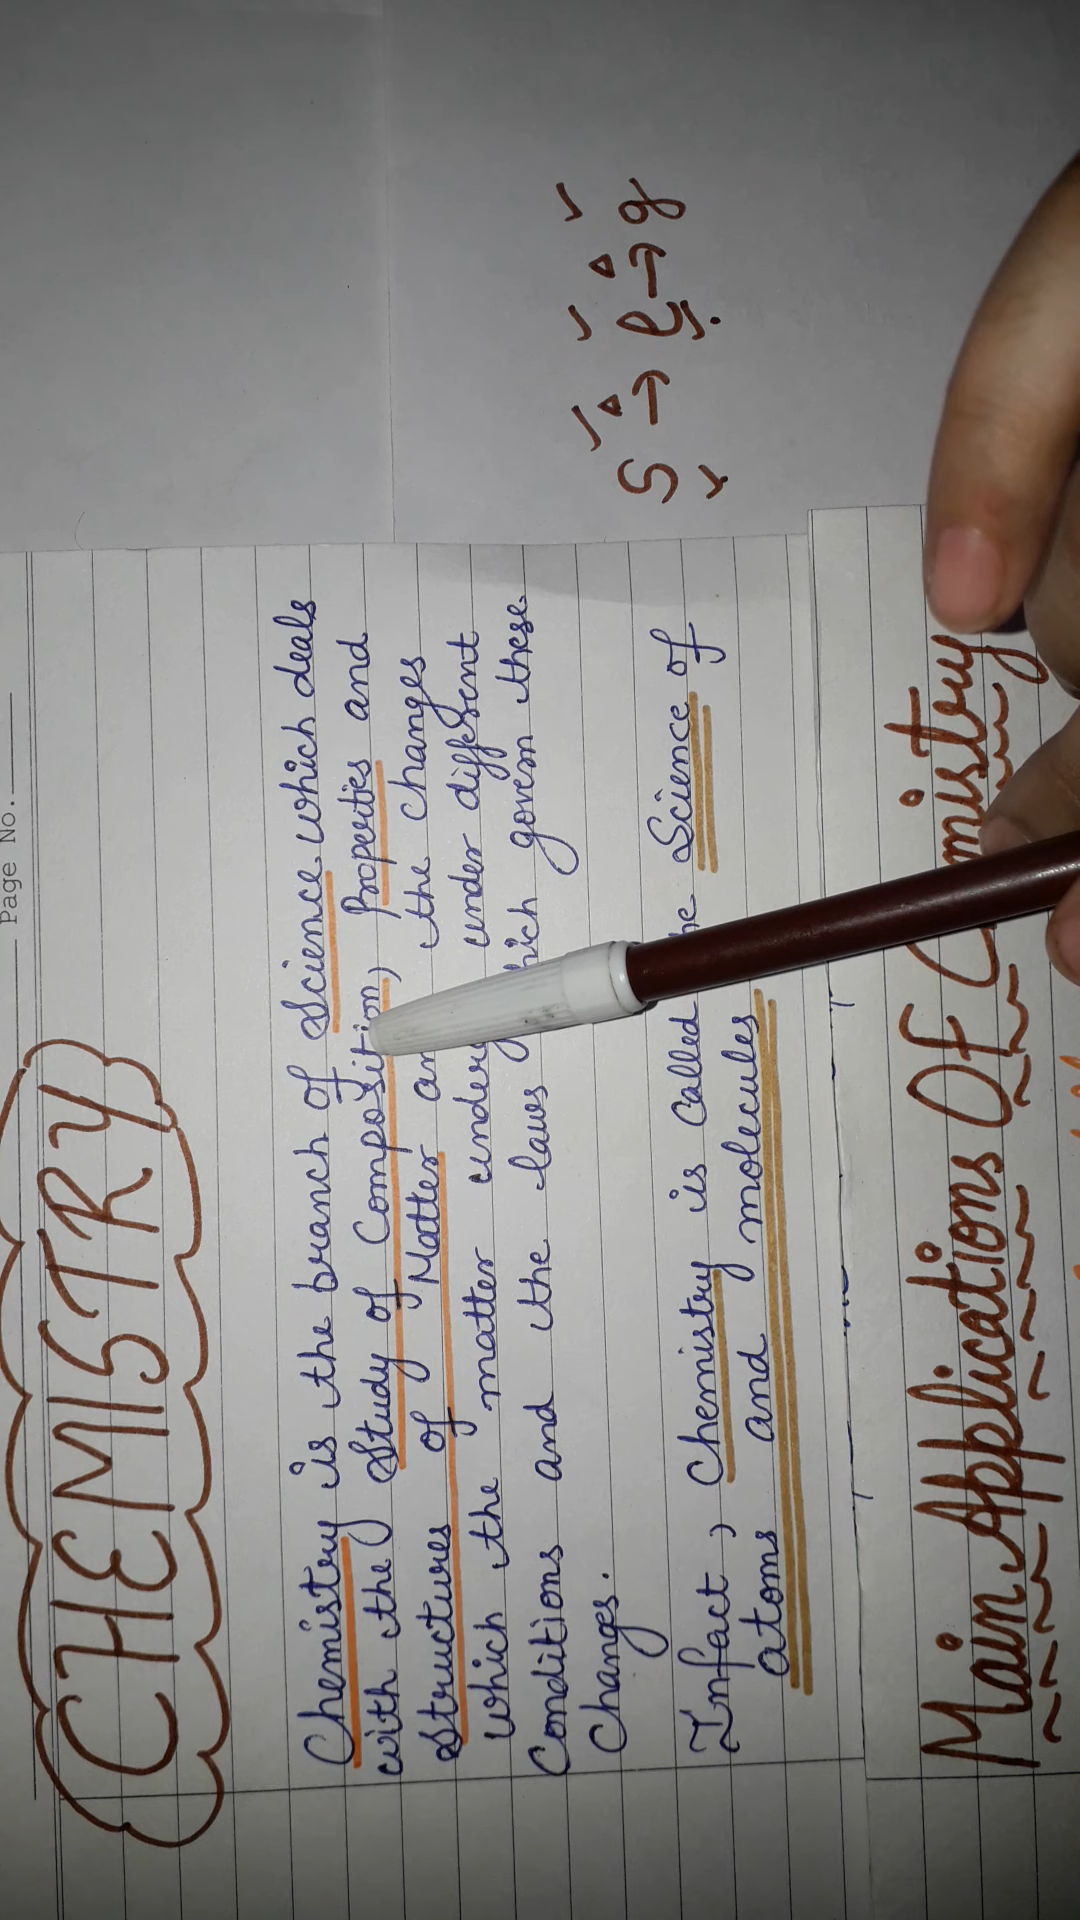 Page No.
CHEMISTRY
Chemistry is the branch of Science which deals
with the study of Composition, Properties and
Structures of Matter the changes
which the matter under different
Conditions and the laws which govern these
Changes.
Infact, Chemistry is called the Science of
atoms and molecules
S → l → g
Main Applications Of Chemistry